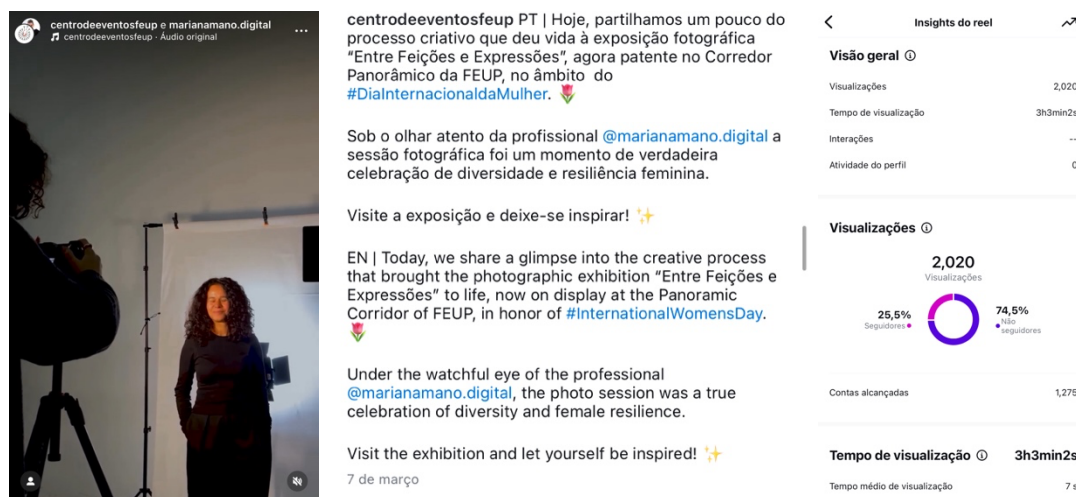 centrodeeventosfeup e marianamano.digital
centrodeeventosfeup · Áudio original
centrodeeventosfeup PT | Hoje, partilhamos um pouco do
processo criativo que deu vida à exposição fotográfica
“Entre Feições e Expressões”, agora patente no Corredor
Panorâmico da FEUP, no âmbito do
#DiaInternacionaldaMulher. 🌷
Sob o olhar atento da profissional @marianamano.digital a
sessão fotográfica foi um momento de verdadeira
celebração de diversidade e resiliência feminina.
Visite a exposição e deixe-se inspirar! ✨
EN | Today, we share a glimpse into the creative process
that brought the photographic exhibition “Entre Feições e
Expressões” to life, now on display at the Panoramic
Corridor of FEUP, in honor of #InternationalWomensDay.
🌷
Under the watchful eye of the professional
@marianamano.digital, the photo session was a true
celebration of diversity and female resilience.
Visit the exhibition and let yourself be inspired! ✨
7 de março
Insights do reel
Visão geral
Visualizações 2,020
Tempo de visualização 3h3min2s
Interações --
Atividade do perfil 0
Visualizações
2,020
Visualizações
25,5%
Seguidores
74,5%
Não
seguidores
Contas alcançadas 1,275
Tempo de visualização 3h3min2s
Tempo médio de visualização 7 s